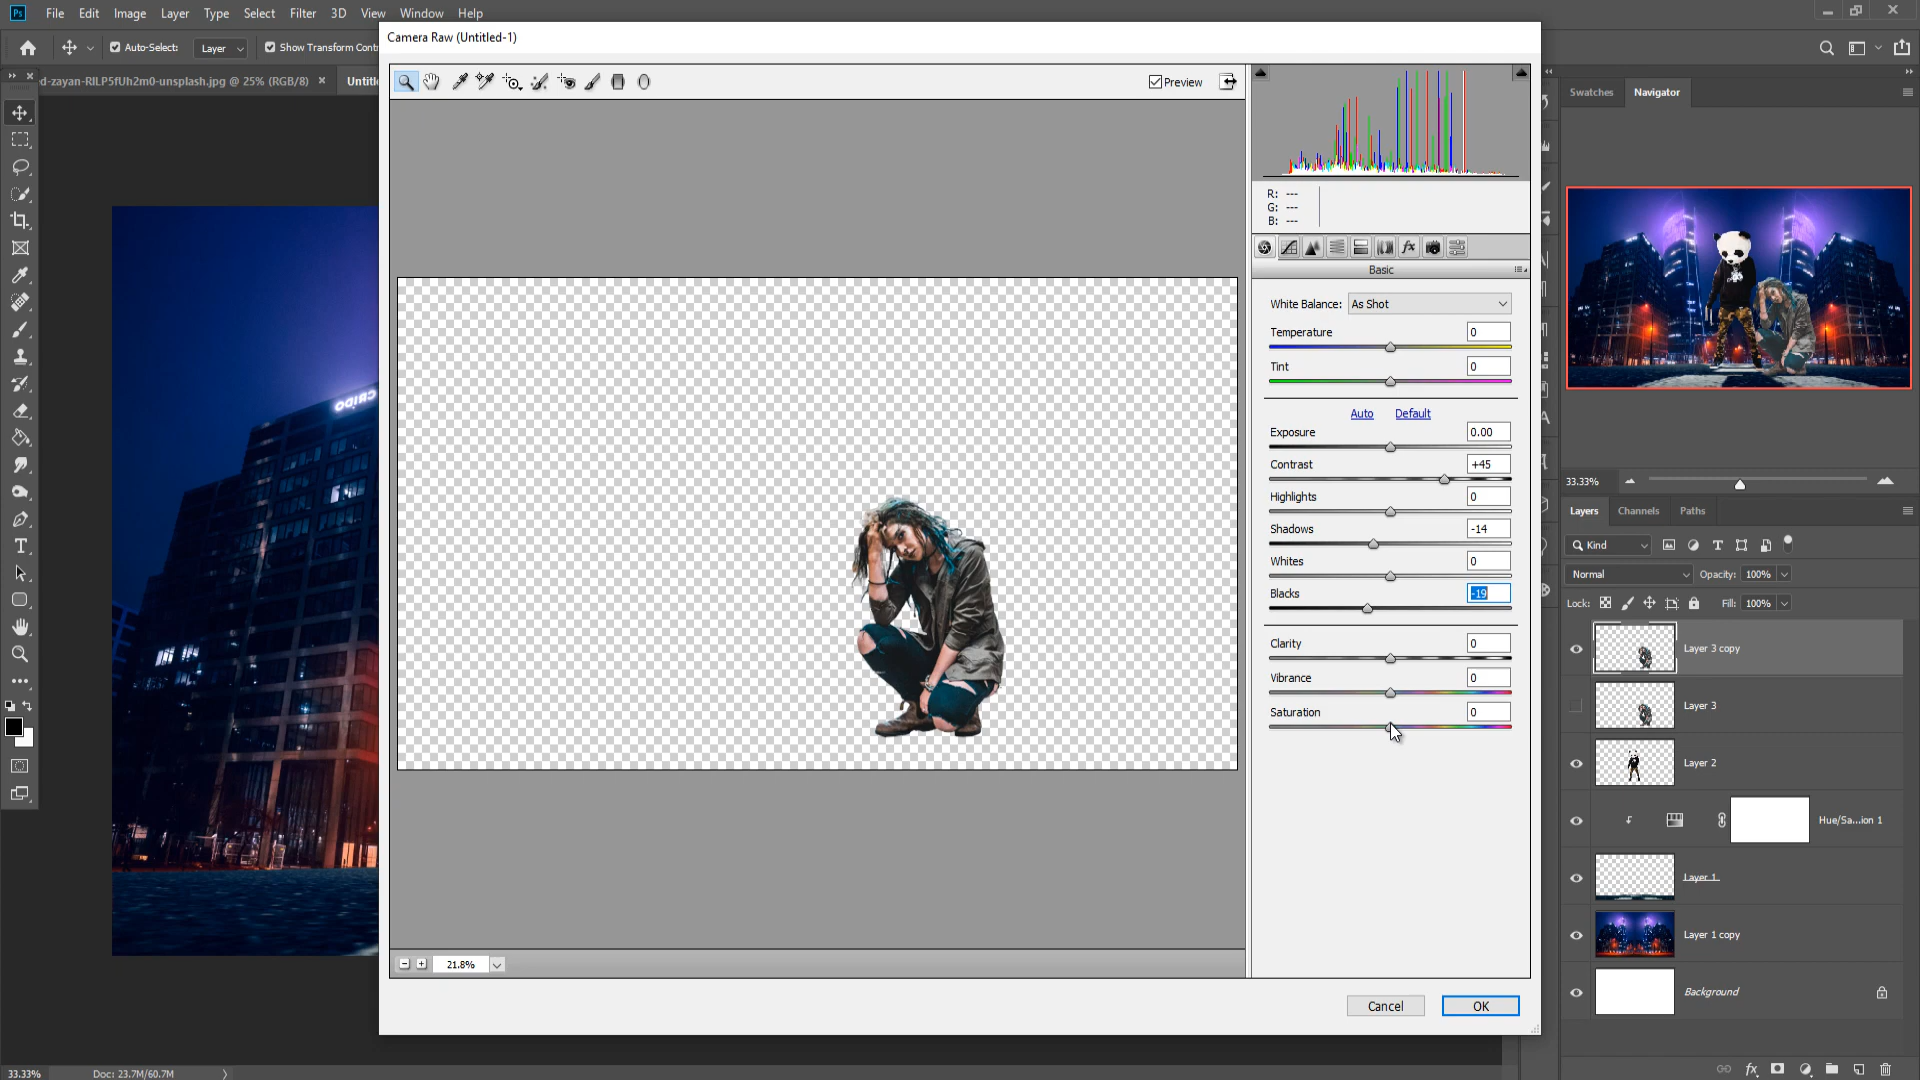 Ps File Edit Image Layer Type Select Filter 3D View Window Help
Camera Raw (Untitled-1)
Auto-Select: Layer Show Transform Cont
d-zayan-RILP5fUh2m0-unsplash.jpg @ 25% (RGB/8) × Untitle
Preview
Swatches Navigator
R: ---
G: ---
B: ---
fx
Basic
White Balance: As Shot
Temperature 0
Tint 0
Auto Default
Exposure 0.00
Contrast +45
Highlights 0
Shadows -14
Whites 0
Blacks -19
Clarity 0
Vibrance 0
Saturation 0
33.33%
Layers Channels Paths
Kind
Normal Opacity: 100%
Lock: Fill: 100%
Layer 3 copy
Layer 3
Layer 2
Hue/Sa...ion 1
Layer 1
Layer 1 copy
Background
21.8%
Cancel OK
33.33% Doc: 23.7M/60.7M